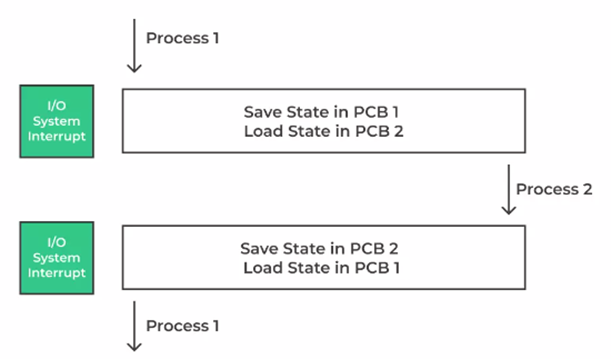 Process 1
I/O
System
Interrupt
Save State in PCB 1
Load State in PCB 2
Process 2
I/O
System
Interrupt
Save State in PCB 2
Load State in PCB 1
Process 1